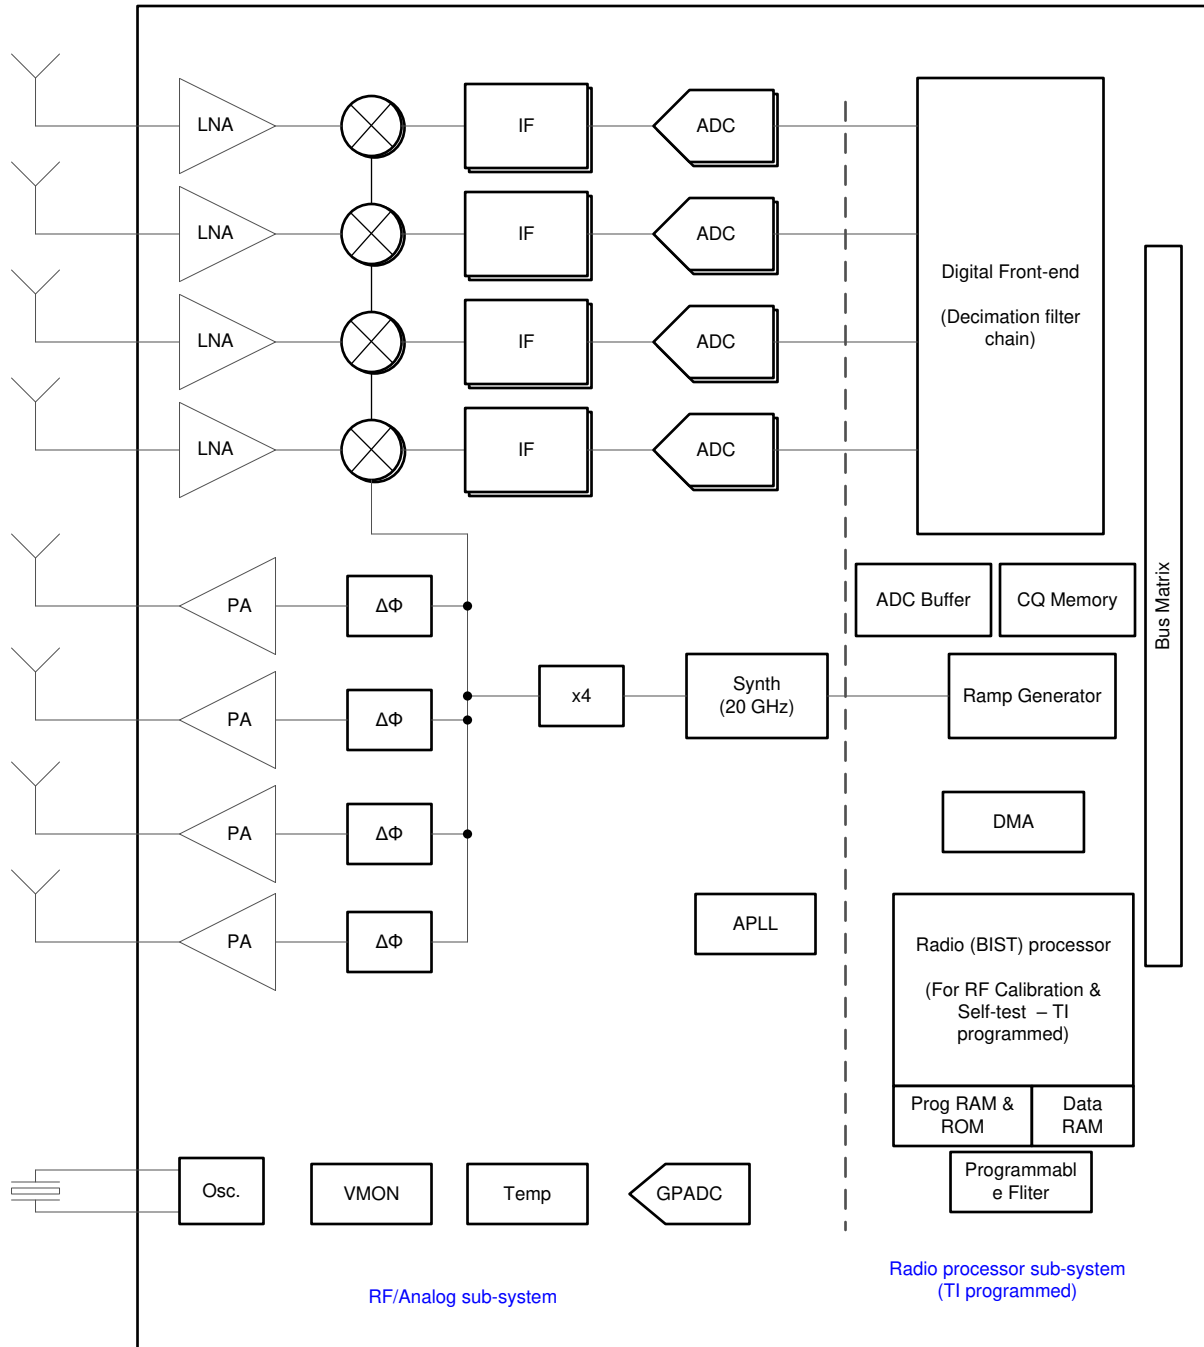 LNA
IF
ADC
LNA
IF
ADC
LNA
IF
ADC
LNA
IF
ADC
Digital Front-end
(Decimation filter
chain)
PA
ΔΦ
PA
ΔΦ
PA
ΔΦ
PA
ΔΦ
x4
Synth
(20 GHz)
APLL
ADC Buffer
CQ Memory
Ramp Generator
DMA
Bus Matrix
Radio (BIST) processor
(For RF Calibration &
Self-test – TI
programmed)
Prog RAM &
ROM
Data
RAM
Programmabl
e Fliter
Osc.
VMON
Temp
GPADC
RF/Analog sub-system
Radio processor sub-system
(TI programmed)